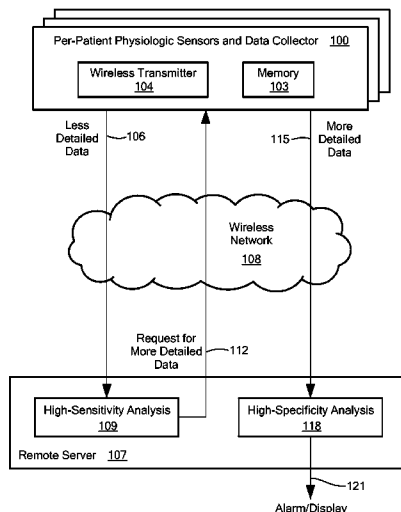 Per-Patient Physiologic Sensors and Data Collector 100
Wireless Transmitter
104
Memory
103
Less
Detailed
Data
106
115
More
Detailed
Data
Wireless
Network
108
Request for
More Detailed
Data
112
High-Sensitivity Analysis
109
High-Specificity Analysis
118
Remote Server 107
121
Alarm/Display